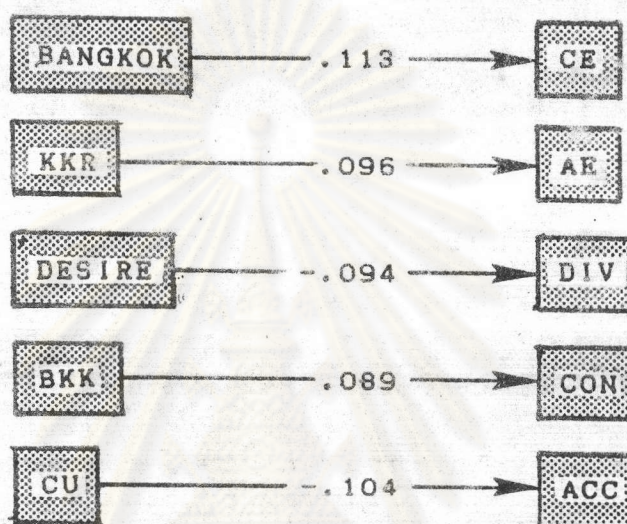 BANGKOK .113 CE
KKR .096 AE
DESIRE .094 DIV
BKK .089 CON
CU -.104 ACC